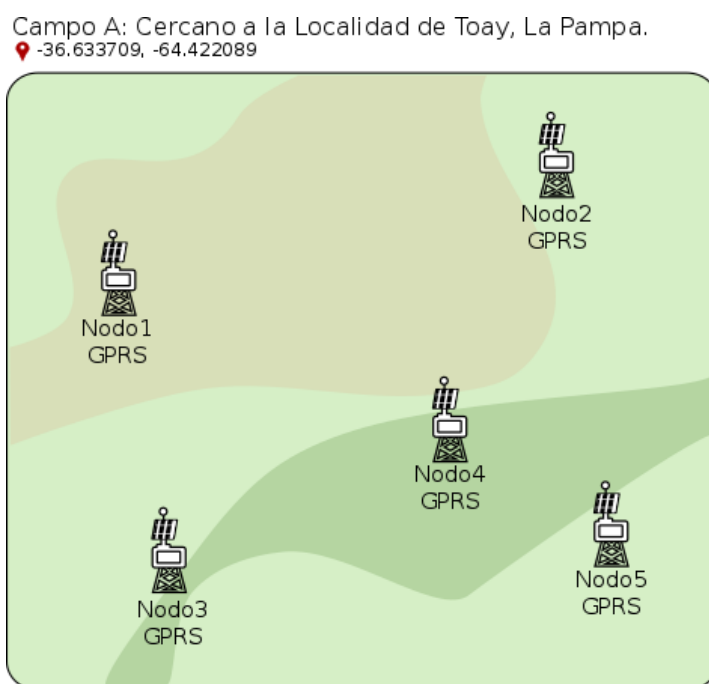 Campo A: Cercano a la Localidad de Toay, La Pampa.
-36.633709, -64.422089
Nodo2
GPRS
Nodo1
GPRS
Nodo4
GPRS
Nodo5
GPRS
Nodo3
GPRS